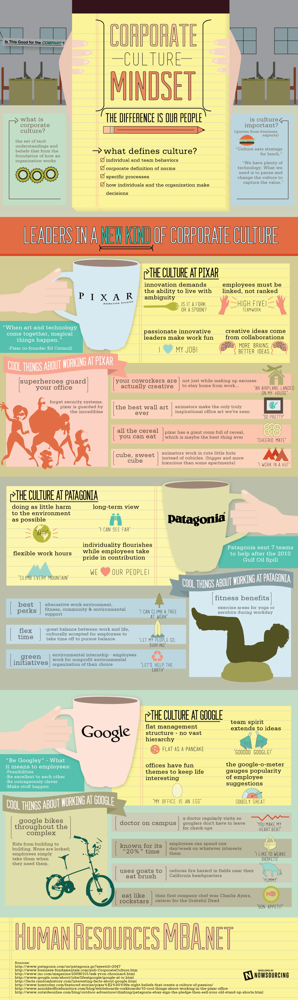 Is This Good for the COMPANY?
CORPORATE
CULTURE
MINDSET
THE DIFFERENCE IS OUR PEOPLE
what is
corporate
culture?
the set of tacit
understandings and
beliefs that form the
foundation of how an
organization works
what defines culture?
individual and team behaviors
corporate definition of norms
specific processes
how individuals and the organization make
decisions
is culture
important?
(quotes from business
experts)
“Culture eats strategy
for lunch,”
“We have plenty of
technology. What we
need is to pause and
change the culture to
capture the value,”
LEADERS IN A NEW KIND OF CORPORATE CULTURE
PIXAR
ANIMATION STUDIOS
“When art and technology
come together, magical
things happen.”
-Pixar co-founder Ed Catmull
THE CULTURE AT PIXAR
innovation demands
the ability to live with
ambiguity
IS IT A FORK
OR A SPOON?
employees must be
linked, not ranked
HIGH FIVE!
TEAMWORK
passionate innovative
leaders make work fun
I MY JOB!
creative ideas come
from collaborations
MORE BRAINS,
BETTER IDEAS.
COOL THINGS ABOUT WORKING AT PIXAR
superheroes guard
your office
forget security systems.
pixar is guarded by
the incredibles
your coworkers are
actually creative
not just while making up excuses
to stay home from work...
"AN AIRPLANE LANDED
ON MY HOUSE"
the best wall art
ever
animators make the only truly
inspirational office art we've seen
"SO PRETTY"
all the cereal
you can eat
pixar has a giant room full of cereal,
which is maybe the best thing ever
"CHEERIO MATE"
cube, sweet
cube
animators work in cute little huts
instead of cubicles. (bigger and more
luxurious than some apartments)
"I WORK IN A HUT"
THE CULTURE AT PATAGONIA
doing as little harm
to the environment
as possible
"AHH"
long-term view
"I CAN SEE FAR"
flexible work hours
"CLIMB EVERY MOUNTAIN"
individuality flourishes
while employees take
pride in contribution
WE OUR PEOPLE!
patagonia®
Patagonia sent 7 teams
to help after the 2010
Gulf Oil Spill
COOL THINGS ABOUT WORKING AT PATAGONIA
fitness benefits
exercise areas for yoga or
aerobics during workday
best
perks
alternative work environment,
fitness, community & environmental
support
"I CAN CLIMB A TREE
AT WORK"
flex
time
-great balance between work and life,
-culturally accepted for employees to
take time off to pursue balance
"LET MY PEOPLE GO...
SURFING"
green
initiatives
environmental internship - employees
work for nonprofit environmental
organization of their choice
"LET'S HELP THE
EARTH"
Google
“Be Googley” - What
it means to employees:
-Possibilities
-Be excellent to each other
-Be outrageously clever
-Make stuff happen
THE CULTURE AT GOOGLE
flat management
structure - no vast
hierarchy
FLAT AS A PANCAKE
team spirit
extends to ideas
"GOOOOO GOOGLE!"
offices have fun
themes to keep life
interesting
"MY OFFICE IS AN EGG"
the google-o-meter
gauges popularity
of employee
suggestions
GOOGLY GREAT
COOL THINGS ABOUT WORKING AT GOOGLE
google bikes
throughout the
complex
Ride from building to
building. None are locked;
employees simply
take them when
they need them.
doctor on campus
a doctor regularly visits so
googlers don't have to leave
for check-ups
"YOU MAKE MY
HEART BEAT"
known for its
“20%” time
employees can spend one
day/week on whatever interests
them
"I LIKE TO WEAVE
BASKETS"
uses goats to
eat brush
reduces fire hazard in fields near their
California headquarters
"YUMMY"
eat like
rockstars
their first company chef was Charlie Ayers,
caterer for the Grateful Dead
"BON APPETIT"
HUMAN RESOURCES MBA.NET
Sources:
http://www.patagonia.com/us/patagonia.go?assetid=2047
http://www.business-fundamentals.com/pub-CorporateCulture.htm
http://www.inc.com/magazine/20090101/ask-yvon-chouinard.html
http://www.google.com/about/jobs/lifeatgoogle/google-at-io.html
http://facts.randomhistory.com/interesting-facts-about-google.html
http://www.hrmtoday.com/featured-stories/pixar%E2%80%99s-eight-beliefs-that-create-a-culture-of-passion/
http://www.arnoldsofficefurniture.com/blog/whiteboards-corkboards/10-cool-things-about-working-in-the-pixar-office
http://www.outsideonline.com/blog/outdoor-adventure/climbing/patagonia-ebay-sign-the-pledge-then-sell-your-old-stand-up-shorts.html
DEVELOPED BY
NOWSOURCING